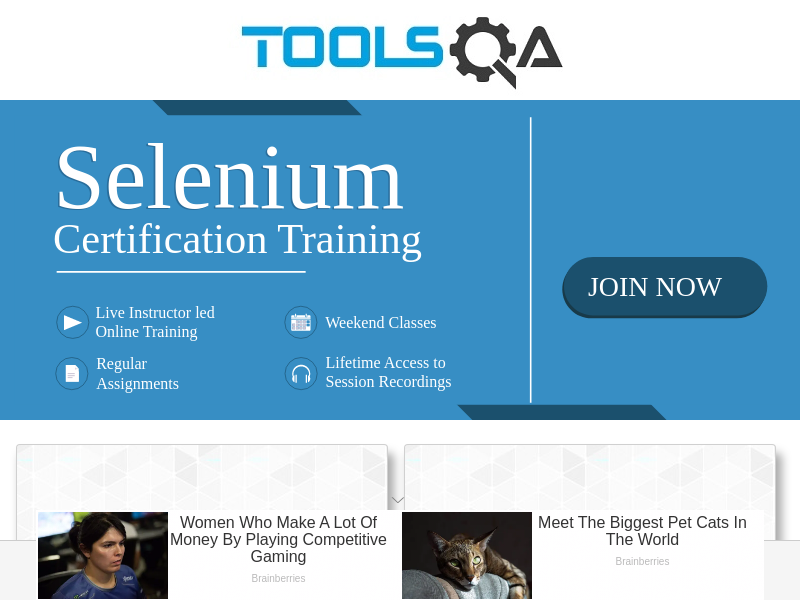 TOOLSQA
Selenium
Certification Training
Live Instructor led
Online Training
Weekend Classes
Regular
Assignments
Lifetime Access to
Session Recordings
JOIN NOW
Women Who Make A Lot Of
Money By Playing Competitive
Gaming
Brainberries
Meet The Biggest Pet Cats In
The World
Brainberries